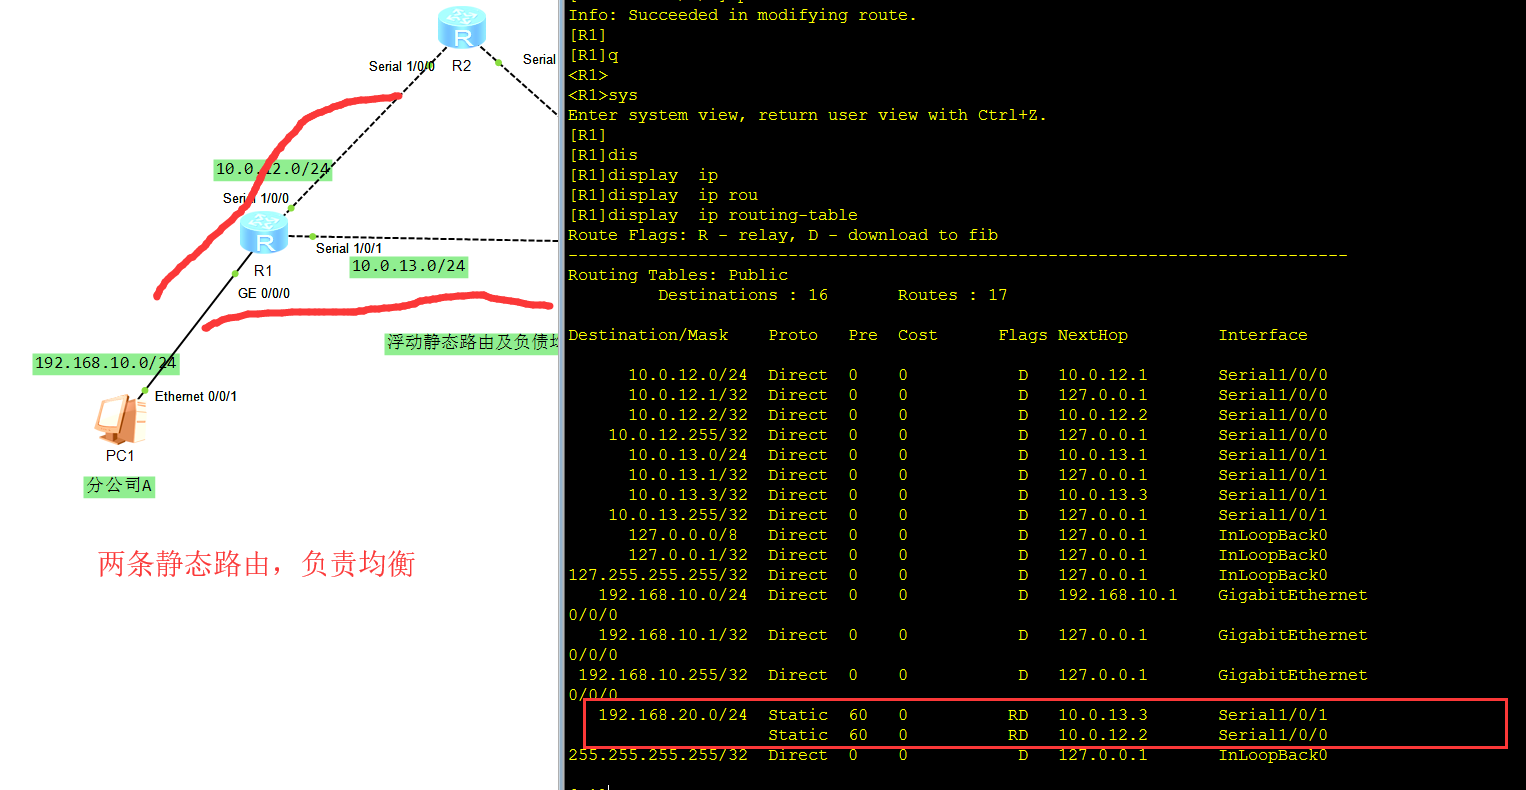 Serial 1/0/0
R2
Serial
10.0.12.0/24
Serial 1/0/0
R1
Serial 1/0/1
10.0.13.0/24
GE 0/0/0
浮动静态路由及负债均
192.168.10.0/24
Ethernet 0/0/1
PC1
分公司A
两条静态路由，负责均衡
Info: Succeeded in modifying route.
[R1]
[R1]q
<R1>
<R1>sys
Enter system view, return user view with Ctrl+Z.
[R1]
[R1]dis
[R1]display  ip
[R1]display  ip rou
[R1]display  ip routing-table
Route Flags: R - relay, D - download to fib
------------------------------------------------------------------------------
Routing Tables: Public
         Destinations : 16       Routes : 17
Destination/Mask    Proto   Pre  Cost      Flags NextHop         Interface
      10.0.12.0/24  Direct  0    0           D   10.0.12.1       Serial1/0/0
      10.0.12.1/32  Direct  0    0           D   127.0.0.1       Serial1/0/0
      10.0.12.2/32  Direct  0    0           D   10.0.12.2       Serial1/0/0
    10.0.12.255/32  Direct  0    0           D   127.0.0.1       Serial1/0/0
      10.0.13.0/24  Direct  0    0           D   10.0.13.1       Serial1/0/1
      10.0.13.1/32  Direct  0    0           D   127.0.0.1       Serial1/0/1
      10.0.13.3/32  Direct  0    0           D   10.0.13.3       Serial1/0/1
    10.0.13.255/32  Direct  0    0           D   127.0.0.1       Serial1/0/1
      127.0.0.0/8   Direct  0    0           D   127.0.0.1       InLoopBack0
      127.0.0.1/32  Direct  0    0           D   127.0.0.1       InLoopBack0
127.255.255.255/32  Direct  0    0           D   127.0.0.1       InLoopBack0
   192.168.10.0/24  Direct  0    0           D   192.168.10.1    GigabitEthernet
0/0/0
   192.168.10.1/32  Direct  0    0           D   127.0.0.1       GigabitEthernet
0/0/0
 192.168.10.255/32  Direct  0    0           D   127.0.0.1       GigabitEthernet
0/0/0
   192.168.20.0/24  Static  60   0          RD   10.0.13.3       Serial1/0/1
                    Static  60   0          RD   10.0.12.2       Serial1/0/0
255.255.255.255/32  Direct  0    0           D   127.0.0.1       InLoopBack0